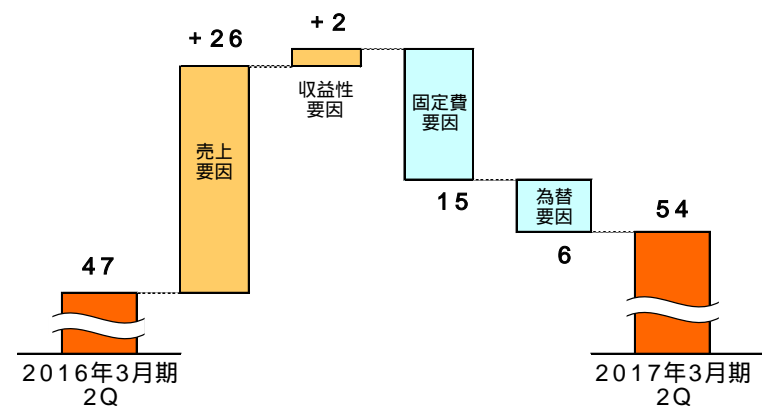 +2
+26
収益性
要因
固定費
要因
売上
要因
15
為替
要因
54
6
47
2016年3月期
2Q
2017年3月期
2Q